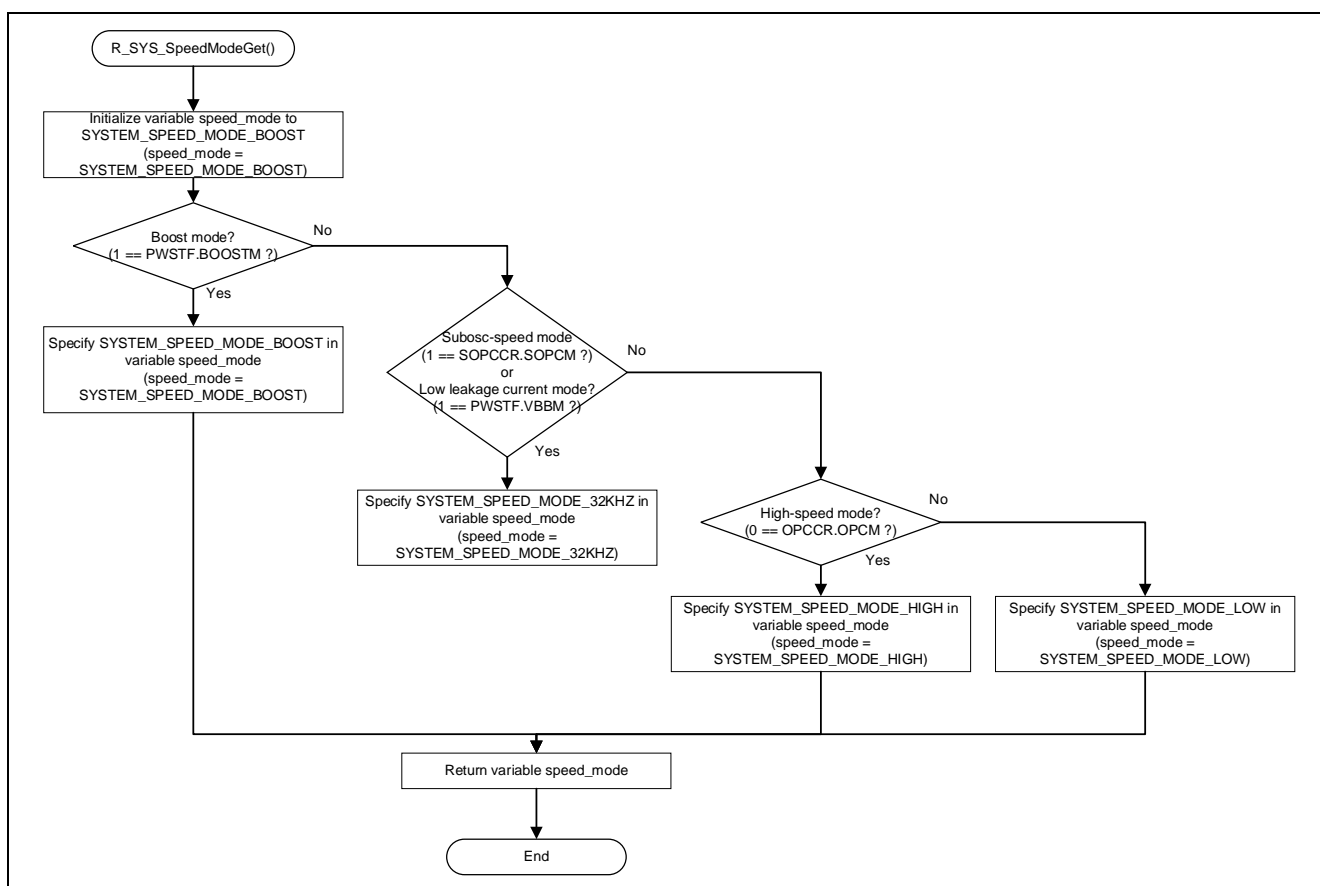 R_SYS_SpeedModeGet()
Initialize variable speed_mode to
SYSTEM_SPEED_MODE_BOOST
(speed_mode =
SYSTEM_SPEED_MODE_BOOST)
Boost mode?
(1 == PWSTF.BOOSTM ?)
No
Yes
Specify SYSTEM_SPEED_MODE_BOOST in
variable speed_mode
(speed_mode =
SYSTEM_SPEED_MODE_BOOST)
Subosc-speed mode
(1 == SOPCCR.SOPCM ?)
or
Low leakage current mode?
(1 == PWSTF.VBBM ?)
No
Yes
Specify SYSTEM_SPEED_MODE_32KHZ in
variable speed_mode
(speed_mode =
SYSTEM_SPEED_MODE_32KHZ)
High-speed mode?
(0 == OPCCR.OPCM ?)
No
Yes
Specify SYSTEM_SPEED_MODE_HIGH in
variable speed_mode
(speed_mode =
SYSTEM_SPEED_MODE_HIGH)
Specify SYSTEM_SPEED_MODE_LOW in
variable speed_mode
(speed_mode =
SYSTEM_SPEED_MODE_LOW)
Return variable speed_mode
End